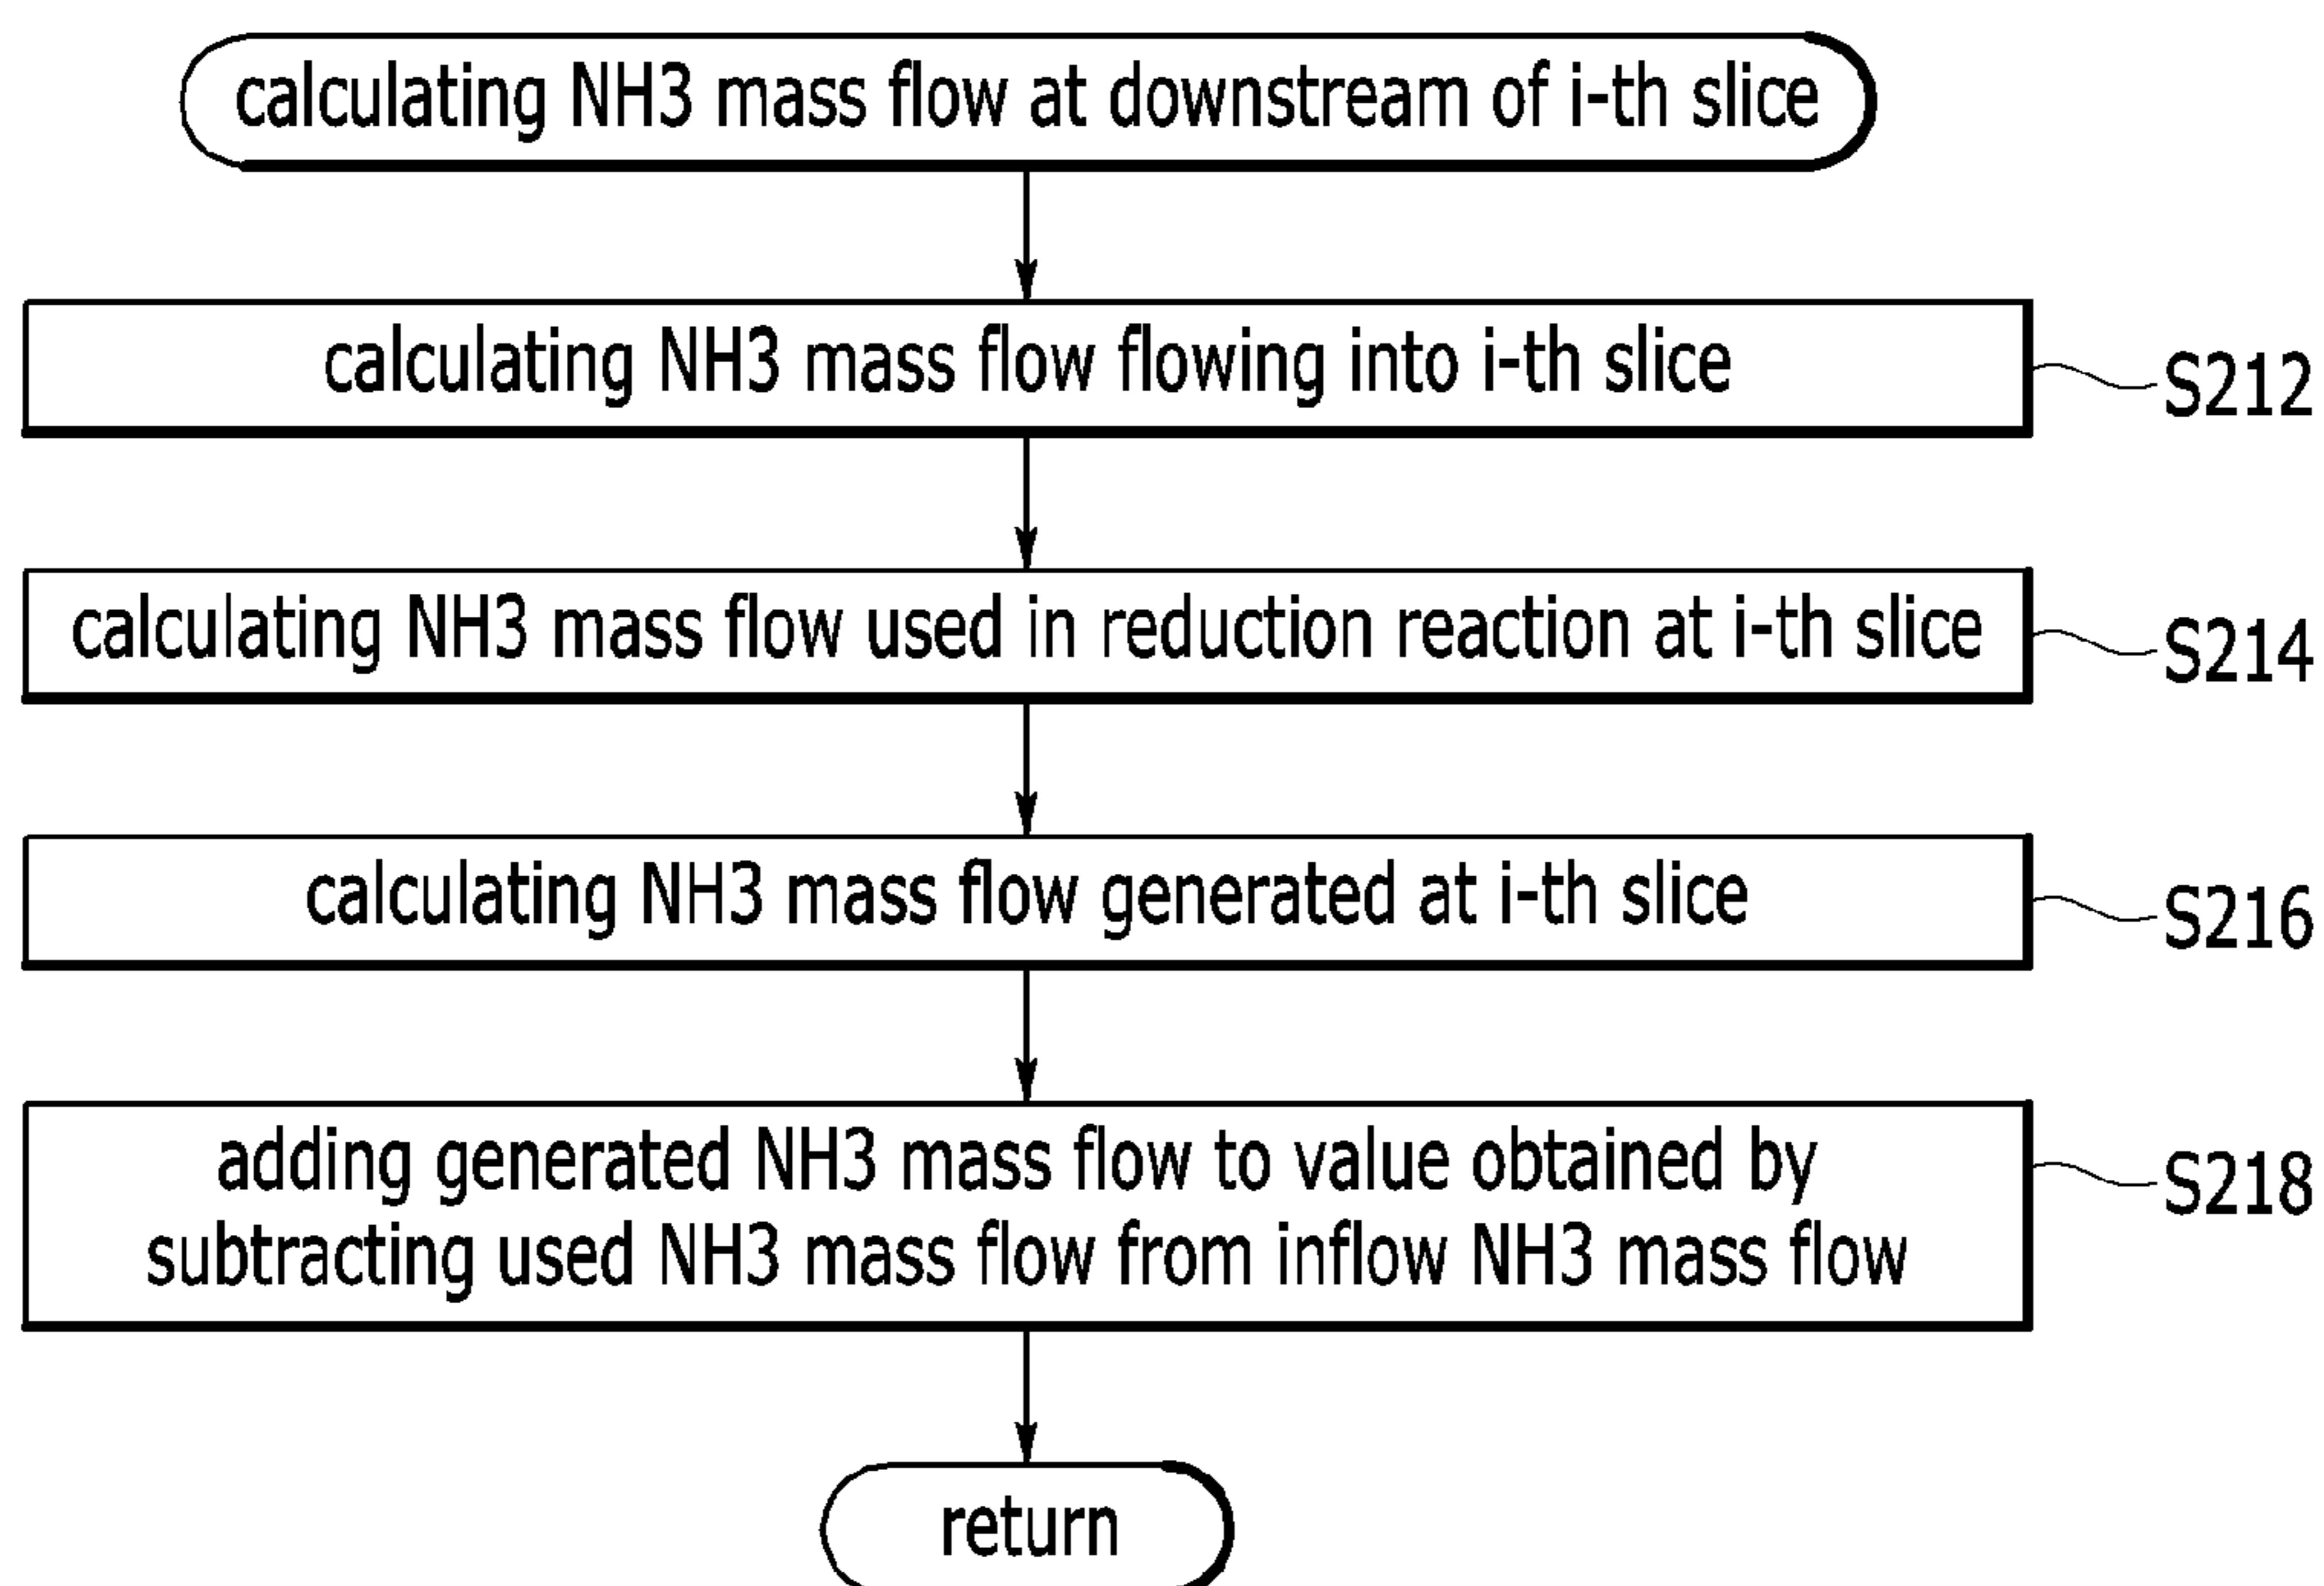 calculating NH3 mass flow at downstream of i-th slice
calculating NH3 mass flow flowing into i-th slice
S212
calculating NH3 mass flow used in reduction reaction at i-th slice
S214
calculating NH3 mass flow generated at i-th slice
S216
adding generated NH3 mass flow to value obtained by
subtracting used NH3 mass flow from inflow NH3 mass flow
S218
return